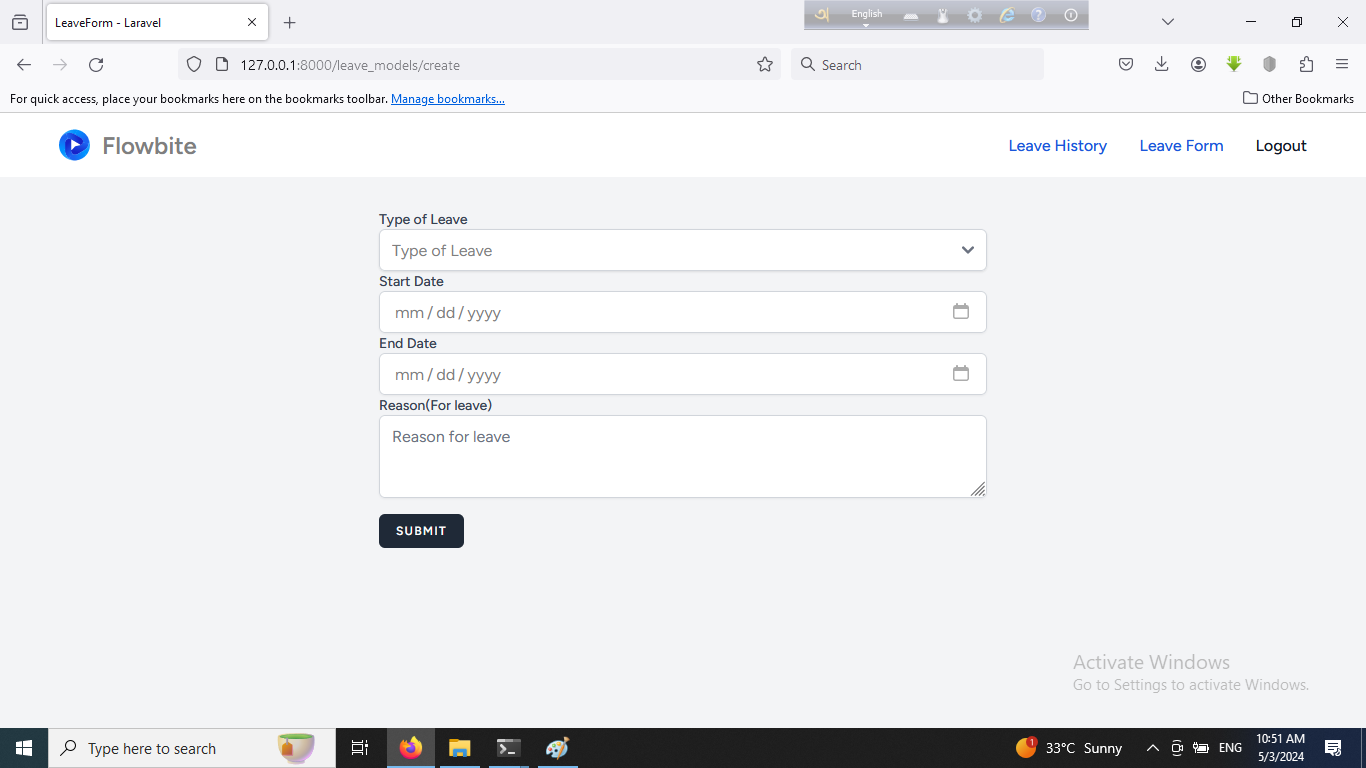 LeaveForm - Laravel
অ English
127.0.0.1:8000/leave_models/create
Search
For quick access, place your bookmarks here on the bookmarks toolbar. Manage bookmarks...
Other Bookmarks
Flowbite
Leave History
Leave Form
Logout
Type of Leave
Type of Leave
Start Date
mm / dd / yyyy
End Date
mm / dd / yyyy
Reason(For leave)
Reason for leave
SUBMIT
Activate Windows
Go to Settings to activate Windows.
Type here to search
1
33°C Sunny
ENG
10:51 AM
5/3/2024